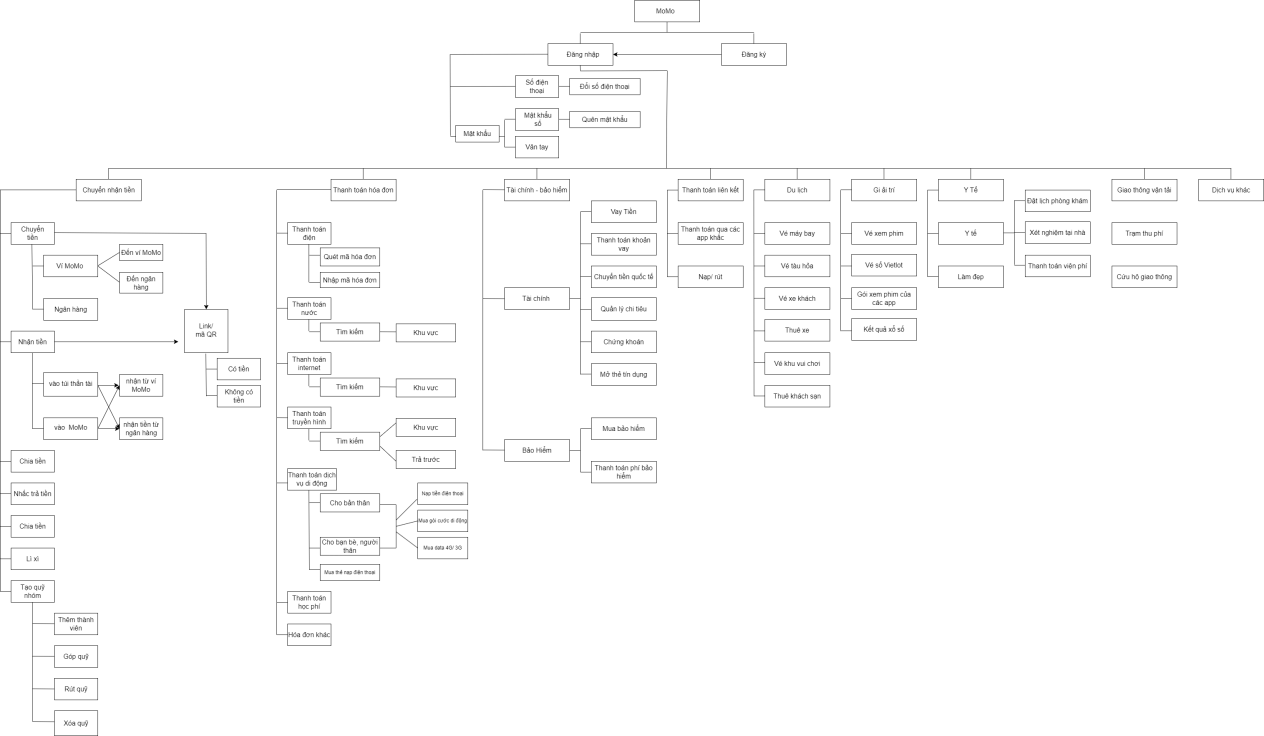 MoMo
Đăng nhập
Đăng ký
Số điện
thoại
Đổi số điện thoại
Mật khẩu
Mật khẩu
số
Quên mật khẩu
Vân tay
Chuyển nhận tiền
Thanh toán hóa đơn
Tài chính - bảo hiểm
Thanh toán liên kết
Du lịch
Gi ải trí
Y Tế
Giao thông vận tải
Dịch vụ khác
Chuyển
tiền
Ví MoMo
Đến ví MoMo
Đến ngân
hàng
Ngân hàng
Nhận tiền
Link/
mã QR
Có tiền
Không có
tiền
vào túi thần tài
nhận từ ví
MoMo
vào MoMo
nhận tiền từ
ngân hàng
Chia tiền
Nhắc trả tiền
Chia tiền
Lì xì
Tạo quỹ
nhóm
Thêm thành
viên
Góp quỹ
Rút quỹ
Xóa quỹ
Thanh toán
điện
Quét mã hóa đơn
Nhập mã hóa đơn
Thanh toán
nước
Tìm kiếm
Khu vực
Thanh toán
internet
Tìm kiếm
Khu vực
Thanh toán
truyền hình
Tìm kiếm
Khu vực
Trả trước
Thanh toán dịch
vụ di động
Cho bản thân
Cho bạn bè, người
thân
Mua thẻ nạp điện thoại
Nạp tiền điện thoại
Mua gói cước di động
Mua data 4G/ 3G
Thanh toán
học phí
Hóa đơn khác
Tài chính
Vay Tiền
Thanh toán khoản
vay
Chuyển tiền quốc tế
Quản lý chi tiêu
Chứng khoán
Mở thẻ tín dụng
Bảo Hiểm
Mua bảo hiểm
Thanh toán phí bảo
hiểm
Thanh toán qua các
app khác
Nạp/ rút
Vé máy bay
Vé tàu hỏa
Vé xe khách
Thuê xe
Vé khu vui chơi
Thuê khách sạn
Vé xem phim
Vé số Vietlot
Gói xem phim của
các app
Kết quả xổ số
Y tế
Đặt lịch phòng khám
Xét nghiệm tại nhà
Thanh toán viện phí
Làm đẹp
Trạm thu phí
Cứu hộ giao thông